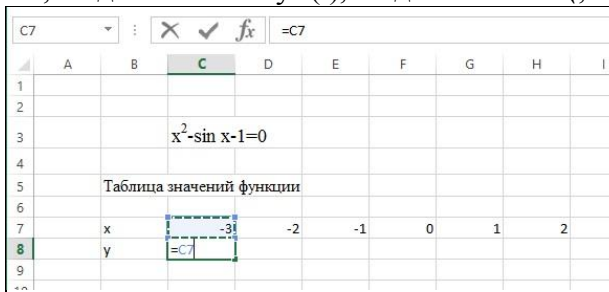 C7 fx =C7
A B C D E F G H I
1
2
3 x²-sin x-1=0
4
5 Таблица значений функции
6
7 x -3 -2 -1 0 1 2
8 y =C7
9